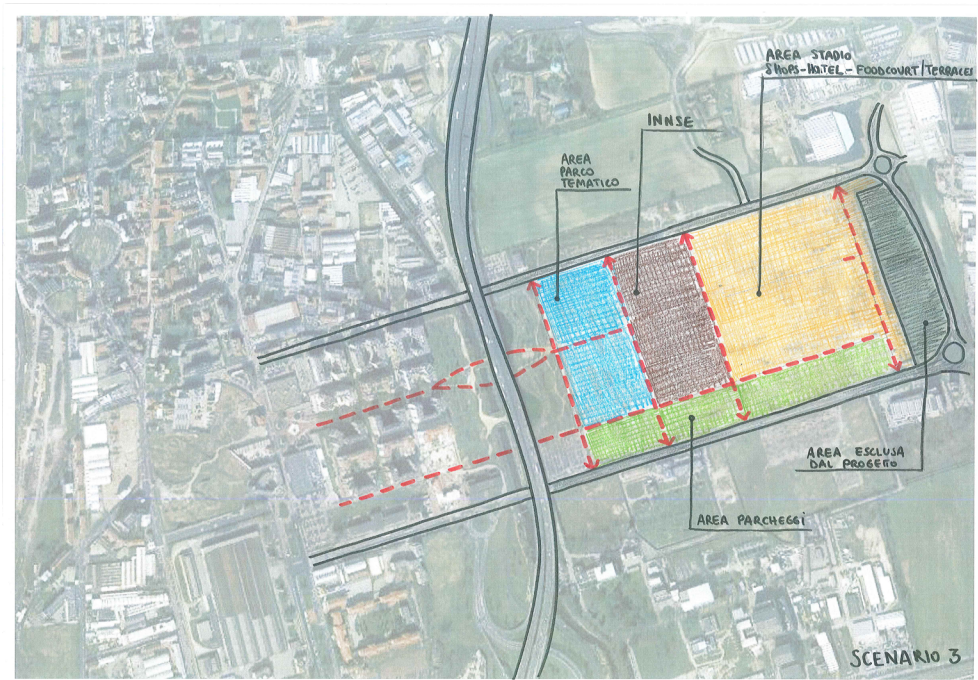 AREA STADIO
SHOPS-HOTEL-FOODCOURT/TERRACES
INNSE
AREA
PARCO
TEMATICO
AREA ESCLUSA
DAL PROGETTO
AREA PARCHEGGi
SCENARIO 3